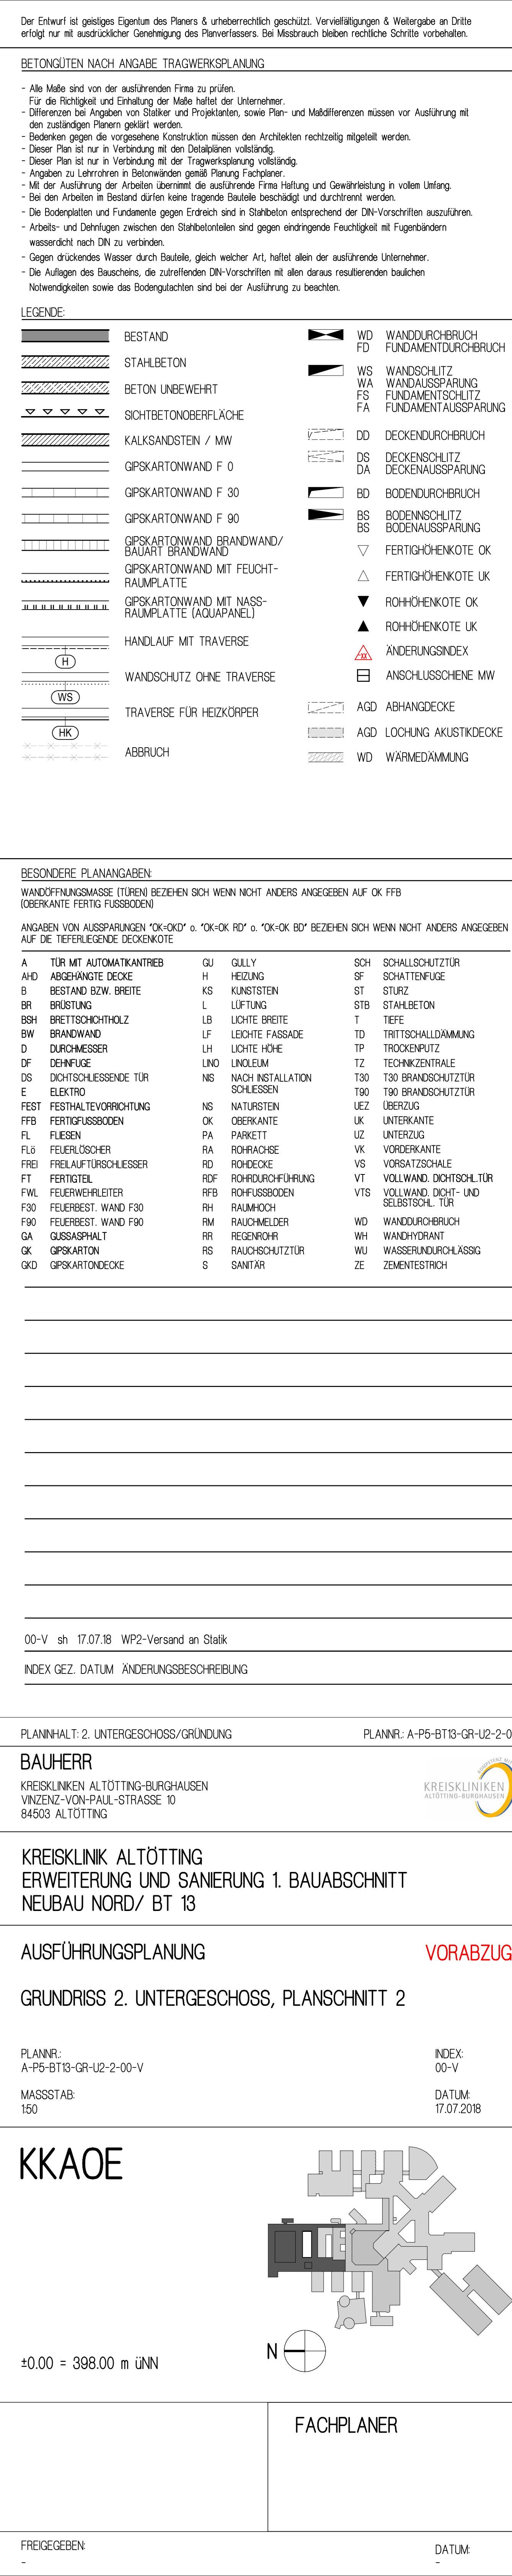 Der Entwurf ist geistiges Eigentum des Planers & urheberrechtlich geschützt. Vervielfältigungen & Weitergabe an Dritte
erfolgt nur mit ausdrücklicher Genehmigung des Planverfassers. Bei Missbrauch bleiben rechtliche Schritte vorbehalten.
BETONGÜTEN NACH ANGABE TRAGWERKSPLANUNG
- Alle Maße sind von der ausführenden Firma zu prüfen.
Für die Richtigkeit und Einhaltung der Maße haftet der Unternehmer.
- Differenzen bei Angaben von Statiker und Projektanten, sowie Plan- und Maßdifferenzen müssen vor Ausführung mit
den zuständigen Planern geklärt werden.
- Bedenken gegen die vorgesehene Konstruktion müssen den Architekten rechtzeitig mitgeteilt werden.
- Dieser Plan ist nur in Verbindung mit den Detailplänen vollständig.
- Dieser Plan ist nur in Verbindung mit der Tragwerksplanung vollständig.
- Angaben zu Lehrrohren in Betonwänden gemäß Planung Fachplaner.
- Mit der Ausführung der Arbeiten übernimmt die ausführende Firma Haftung und Gewährleistung in vollem Umfang.
- Bei den Arbeiten im Bestand dürfen keine tragende Bauteile beschädigt und durchtrennt werden.
- Die Bodenplatten und Fundamente gegen Erdreich sind in Stahlbeton entsprechend der DIN-Vorschriften auszuführen.
- Arbeits- und Dehnfugen zwischen den Stahlbetonteilen sind gegen eindringende Feuchtigkeit mit Fugenbändern
wasserdicht nach DIN zu verbinden.
- Gegen drückendes Wasser durch Bauteile, gleich welcher Art, haftet allein der ausführende Unternehmer.
- Die Auflagen des Bauscheins, die zutreffenden DIN-Vorschriften mit allen daraus resultierenden baulichen
Notwendigkeiten sowie das Bodengutachten sind bei der Ausführung zu beachten.
LEGENDE:
BESTAND
STAHLBETON
BETON UNBEWEHRT
SICHTBETONOBERFLÄCHE
KALKSANDSTEIN / MW
GIPSKARTONWAND F 0
GIPSKARTONWAND F 30
GIPSKARTONWAND F 90
GIPSKARTONWAND BRANDWAND/
BAUART BRANDWAND
GIPSKARTONWAND MIT FEUCHT-
RAUMPLATTE
GIPSKARTONWAND MIT NASS-
RAUMPLATTE (AQUAPANEL)
HANDLAUF MIT TRAVERSE
H
WANDSCHUTZ OHNE TRAVERSE
WS
TRAVERSE FÜR HEIZKÖRPER
HK
ABBRUCH
WD WANDDURCHBRUCH
FD FUNDAMENTDURCHBRUCH
WS WANDSCHLITZ
WA WANDAUSSPARUNG
FS FUNDAMENTSCHLITZ
FA FUNDAMENTAUSSPARUNG
DD DECKENDURCHBRUCH
DS DECKENSCHLITZ
DA DECKENAUSSPARUNG
BD BODENDURCHBRUCH
BS BODENNSCHLITZ
BS BODENAUSSPARUNG
FERTIGHÖHENKOTE OK
FERTIGHÖHENKOTE UK
ROHHÖHENKOTE OK
ROHHÖHENKOTE UK
XX ÄNDERUNGSINDEX
ANSCHLUSSCHIENE MW
AGD ABHANGDECKE
AGD LOCHUNG AKUSTIKDECKE
WD WÄRMEDÄMMUNG
BESONDERE PLANANGABEN:
WANDÖFFNUNGSMASSE (TÜREN) BEZIEHEN SICH WENN NICHT ANDERS ANGEGEBEN AUF OK FFB
(OBERKANTE FERTIG FUSSBODEN)
ANGABEN VON AUSSPARUNGEN "OK=OKD" o. "OK=OK RD" o. "OK=OK BD" BEZIEHEN SICH WENN NICHT ANDERS ANGEGEBEN
AUF DIE TIEFERLIEGENDE DECKENKOTE
A TÜR MIT AUTOMATIKANTRIEB
AHD ABGEHÄNGTE DECKE
B BESTAND BZW. BREITE
BR BRÜSTUNG
BSH BRETTSCHICHTHOLZ
BW BRANDWAND
D DURCHMESSER
DF DEHNFUGE
DS DICHTSCHLIESSENDE TÜR
E ELEKTRO
FEST FESTHALTEVORRICHTUNG
FFB FERTIGFUSSBODEN
FL FLIESEN
FLö FEUERLÖSCHER
FREI FREILAUFTÜRSCHLIESSER
FT FERTIGTEIL
FWL FEUERWEHRLEITER
F30 FEUERBEST. WAND F30
F90 FEUERBEST. WAND F90
GA GUSSASPHALT
GK GIPSKARTON
GKD GIPSKARTONDECKE
GU GULLY
H HEIZUNG
KS KUNSTSTEIN
L LÜFTUNG
LB LICHTE BREITE
LF LEICHTE FASSADE
LH LICHTE HÖHE
LINO LINOLEUM
NIS NACH INSTALLATION
SCHLIESSEN
NS NATURSTEIN
OK OBERKANTE
PA PARKETT
RA ROHRACHSE
RD ROHDECKE
RDF ROHRDURCHFÜHRUNG
RFB ROHFUSSBODEN
RH RAUMHOCH
RM RAUCHMELDER
RR REGENROHR
RS RAUCHSCHUTZTÜR
S SANITÄR
SCH SCHALLSCHUTZTÜR
SF SCHATTENFUGE
ST STURZ
STB STAHLBETON
T TIEFE
TD TRITTSCHALLDÄMMUNG
TP TROCKENPUTZ
TZ TECHNIKZENTRALE
T30 T30 BRANDSCHUTZTÜR
T90 T90 BRANDSCHUTZTÜR
UEZ ÜBERZUG
UK UNTERKANTE
UZ UNTERZUG
VK VORDERKANTE
VS VORSATZSCHALE
VT VOLLWAND. DICHTSCHL.TÜR
VTS VOLLWAND. DICHT- UND
SELBSTSCHL. TÜR
WD WANDDURCHBRUCH
WH WANDHYDRANT
WU WASSERUNDURCHLÄSSIG
ZE ZEMENTESTRICH
00-V sh 17.07.18 WP2-Versand an Statik
INDEX GEZ. DATUM ÄNDERUNGSBESCHREIBUNG
PLANINHALT: 2. UNTERGESCHOSS/GRÜNDUNG PLANNR.: A-P5-BT13-GR-U2-2-0
BAUHERR
KREISKLINIKEN ALTÖTTING-BURGHAUSEN
VINZENZ-VON-PAUL-STRASSE 10
84503 ALTÖTTING
KOMPETENZ MIT
KREISKLINIKEN
ALTÖTTING-BURGHAUSEN
KREISKLINIK ALTÖTTING
ERWEITERUNG UND SANIERUNG 1. BAUABSCHNITT
NEUBAU NORD/ BT 13
AUSFÜHRUNGSPLANUNG VORABZUG
GRUNDRISS 2. UNTERGESCHOSS, PLANSCHNITT 2
PLANNR.: INDEX:
A-P5-BT13-GR-U2-2-00-V 00-V
MASSSTAB: DATUM:
1:50 17.07.2018
KKAOE
N
±0.00 = 398.00 m üNN
FACHPLANER
FREIGEGEBEN: DATUM:
- -